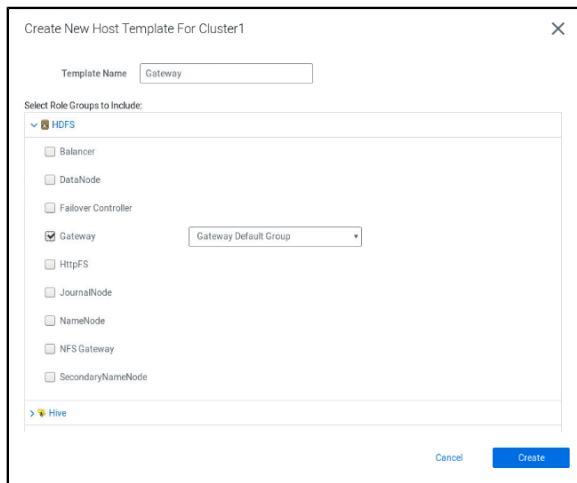 Create New Host Template For Cluster1
Template Name Gateway
Select Role Groups to Include:
HDFS
Balancer
DataNode
Failover Controller
Gateway Gateway Default Group
HttpFS
JournalNode
NameNode
NFS Gateway
SecondaryNameNode
Hive
Cancel Create